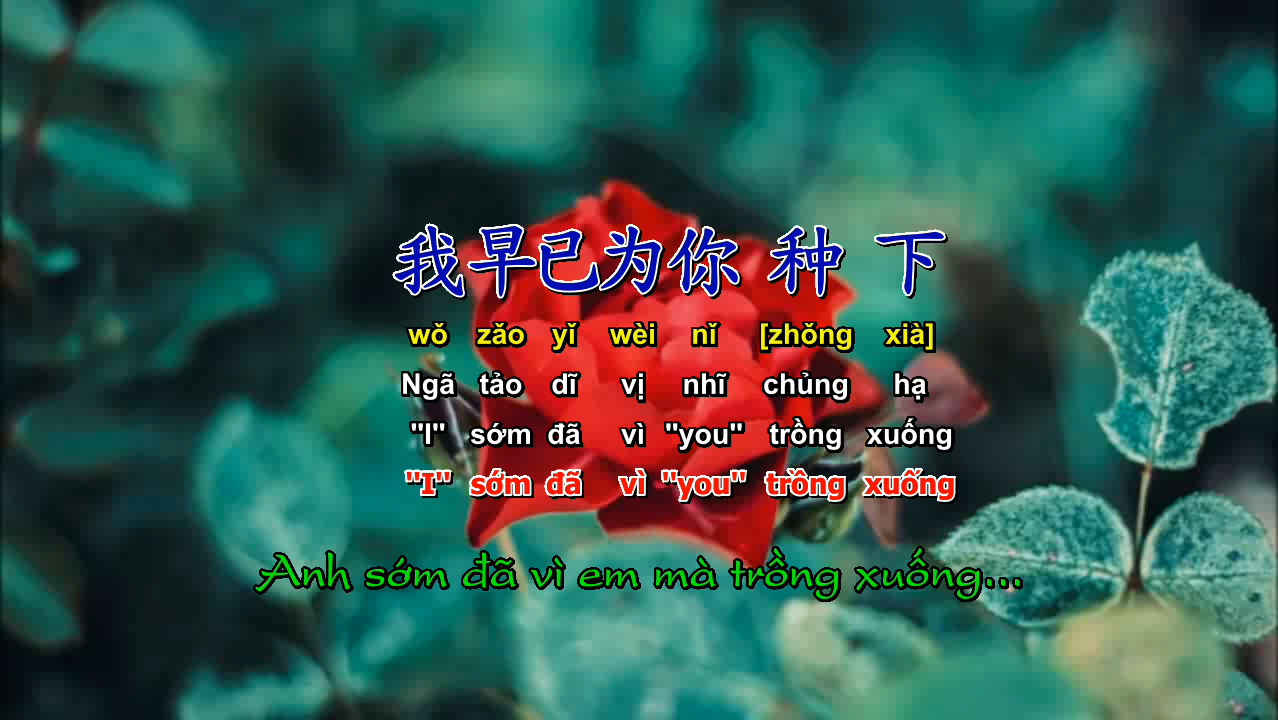 我早已为你 种 下
wǒ zǎo yǐ wèi nǐ [zhǒng xià]
Ngã tảo dĩ vị nhĩ chủng hạ
"I" sớm đã vì "you" trồng xuống
"I" sớm đã vì "you" trồng xuống
Anh sớm đã vì em mà trồng xuống...